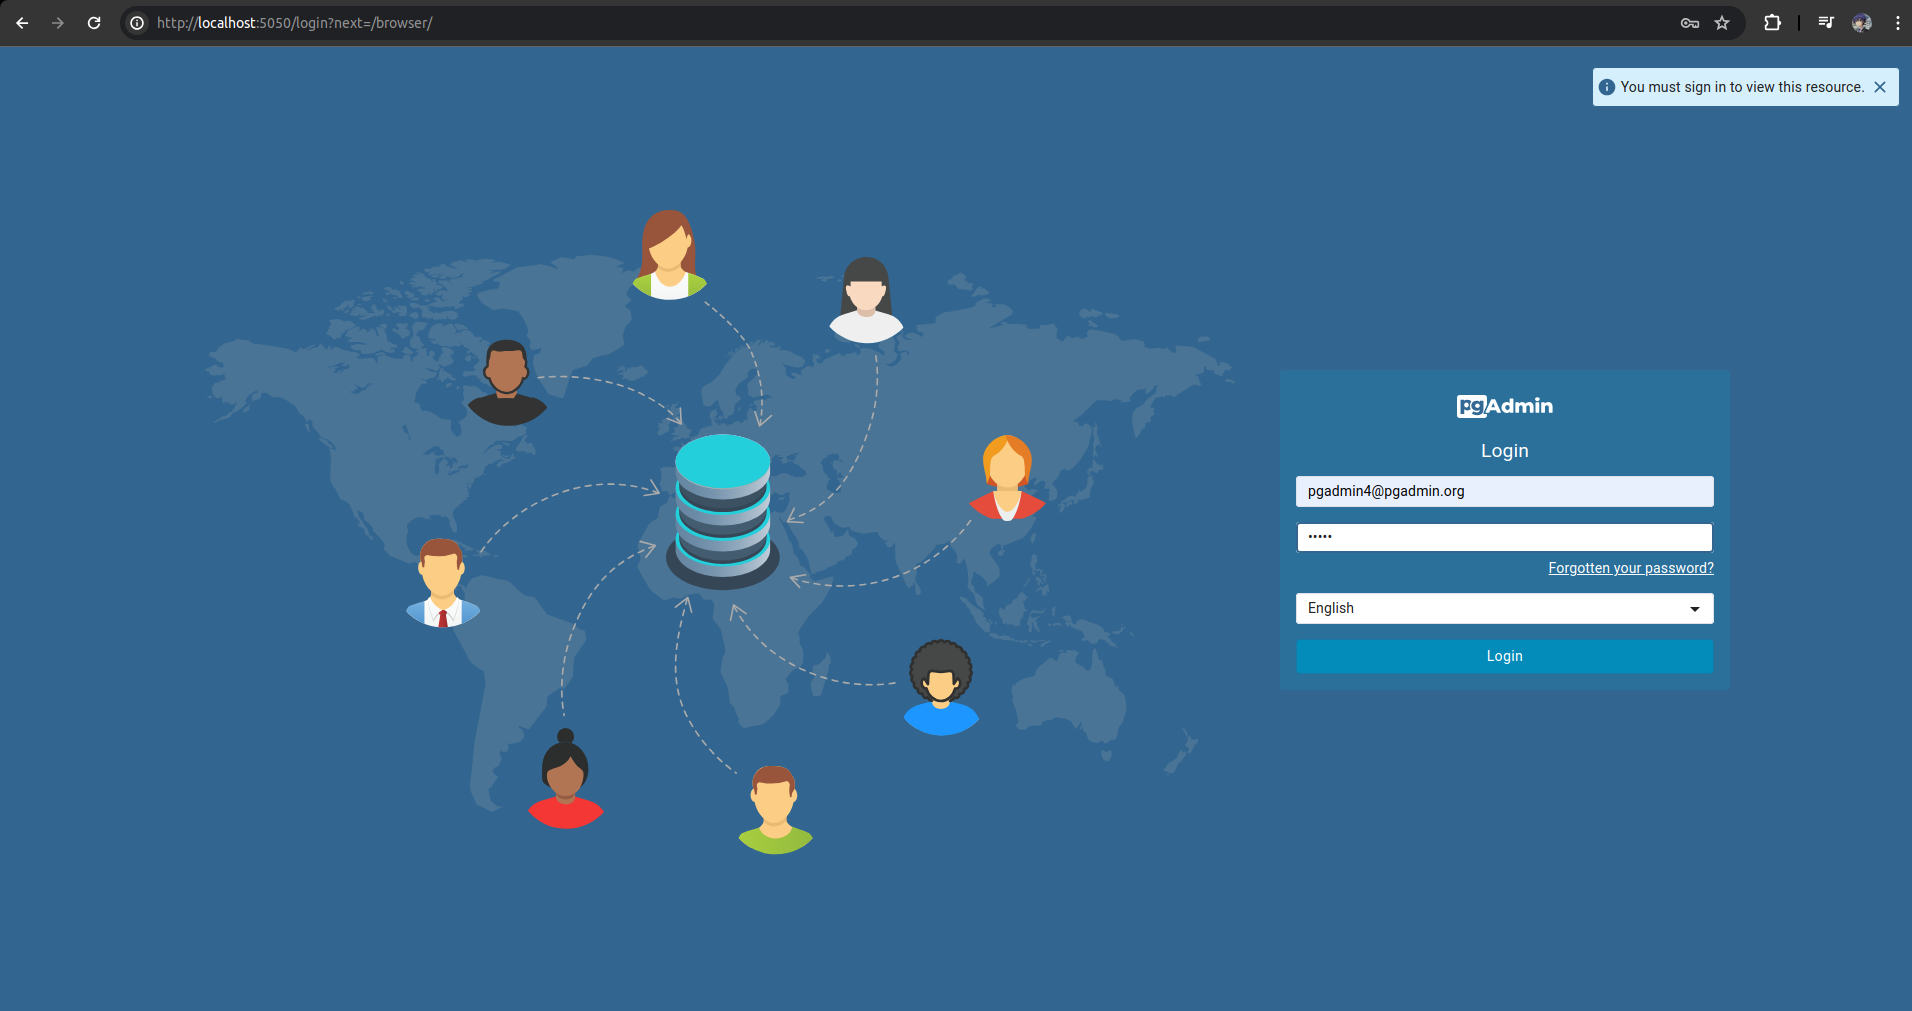 http://localhost:5050/login?next=/browser/
You must sign in to view this resource.
pgAdmin
Login
pgadmin4@pgadmin.org
•••••
Forgotten your password?
English
Login